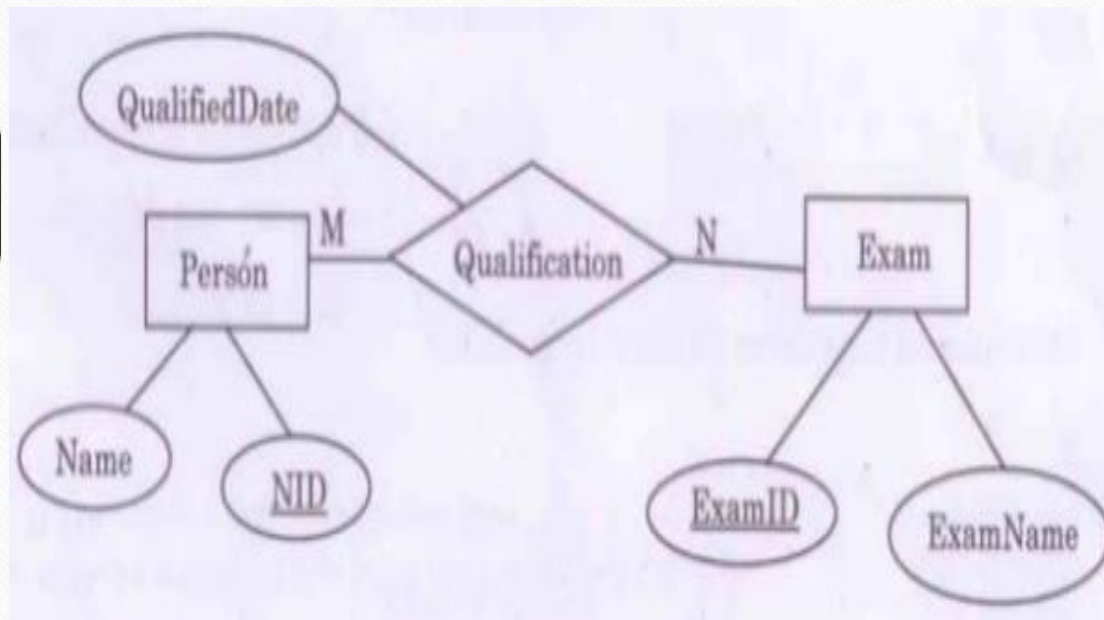 QualifiedDate
M
N
Persón
Qualification
Exam
Name
NID
ExamID
ExamName